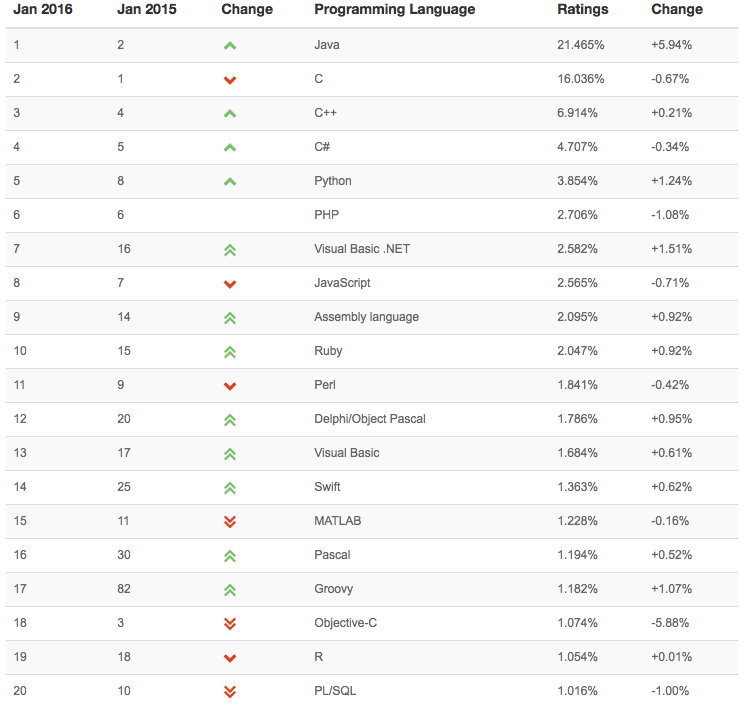 Jan 2016 Jan 2015 Change Programming Language Ratings Change
1 2 Java 21.465% +5.94%
2 1 C 16.036% -0.67%
3 4 C++ 6.914% +0.21%
4 5 C# 4.707% -0.34%
5 8 Python 3.854% +1.24%
6 6 PHP 2.706% -1.08%
7 16 Visual Basic .NET 2.582% +1.51%
8 7 JavaScript 2.565% -0.71%
9 14 Assembly language 2.095% +0.92%
10 15 Ruby 2.047% +0.92%
11 9 Perl 1.841% -0.42%
12 20 Delphi/Object Pascal 1.786% +0.95%
13 17 Visual Basic 1.684% +0.61%
14 25 Swift 1.363% +0.62%
15 11 MATLAB 1.228% -0.16%
16 30 Pascal 1.194% +0.52%
17 82 Groovy 1.182% +1.07%
18 3 Objective-C 1.074% -5.88%
19 18 R 1.054% +0.01%
20 10 PL/SQL 1.016% -1.00%